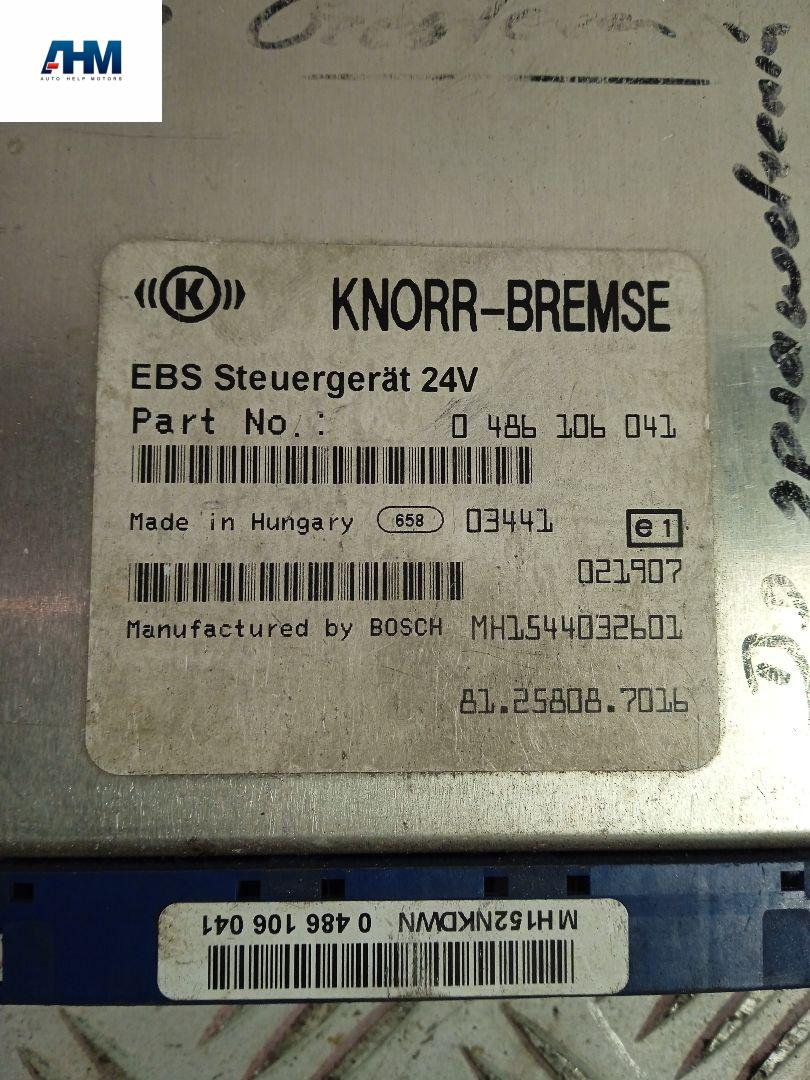 AHM
AUTO HELP MOTORS
K
KNORR-BREMSE
EBS Steuergerät 24V
Part No.: 0 486 106 041
Made in Hungary 658 03441 e1
021907
Manufactured by BOSCH MH1544032601
81.25808.7016
MH152NKDWN 0 486 106 041